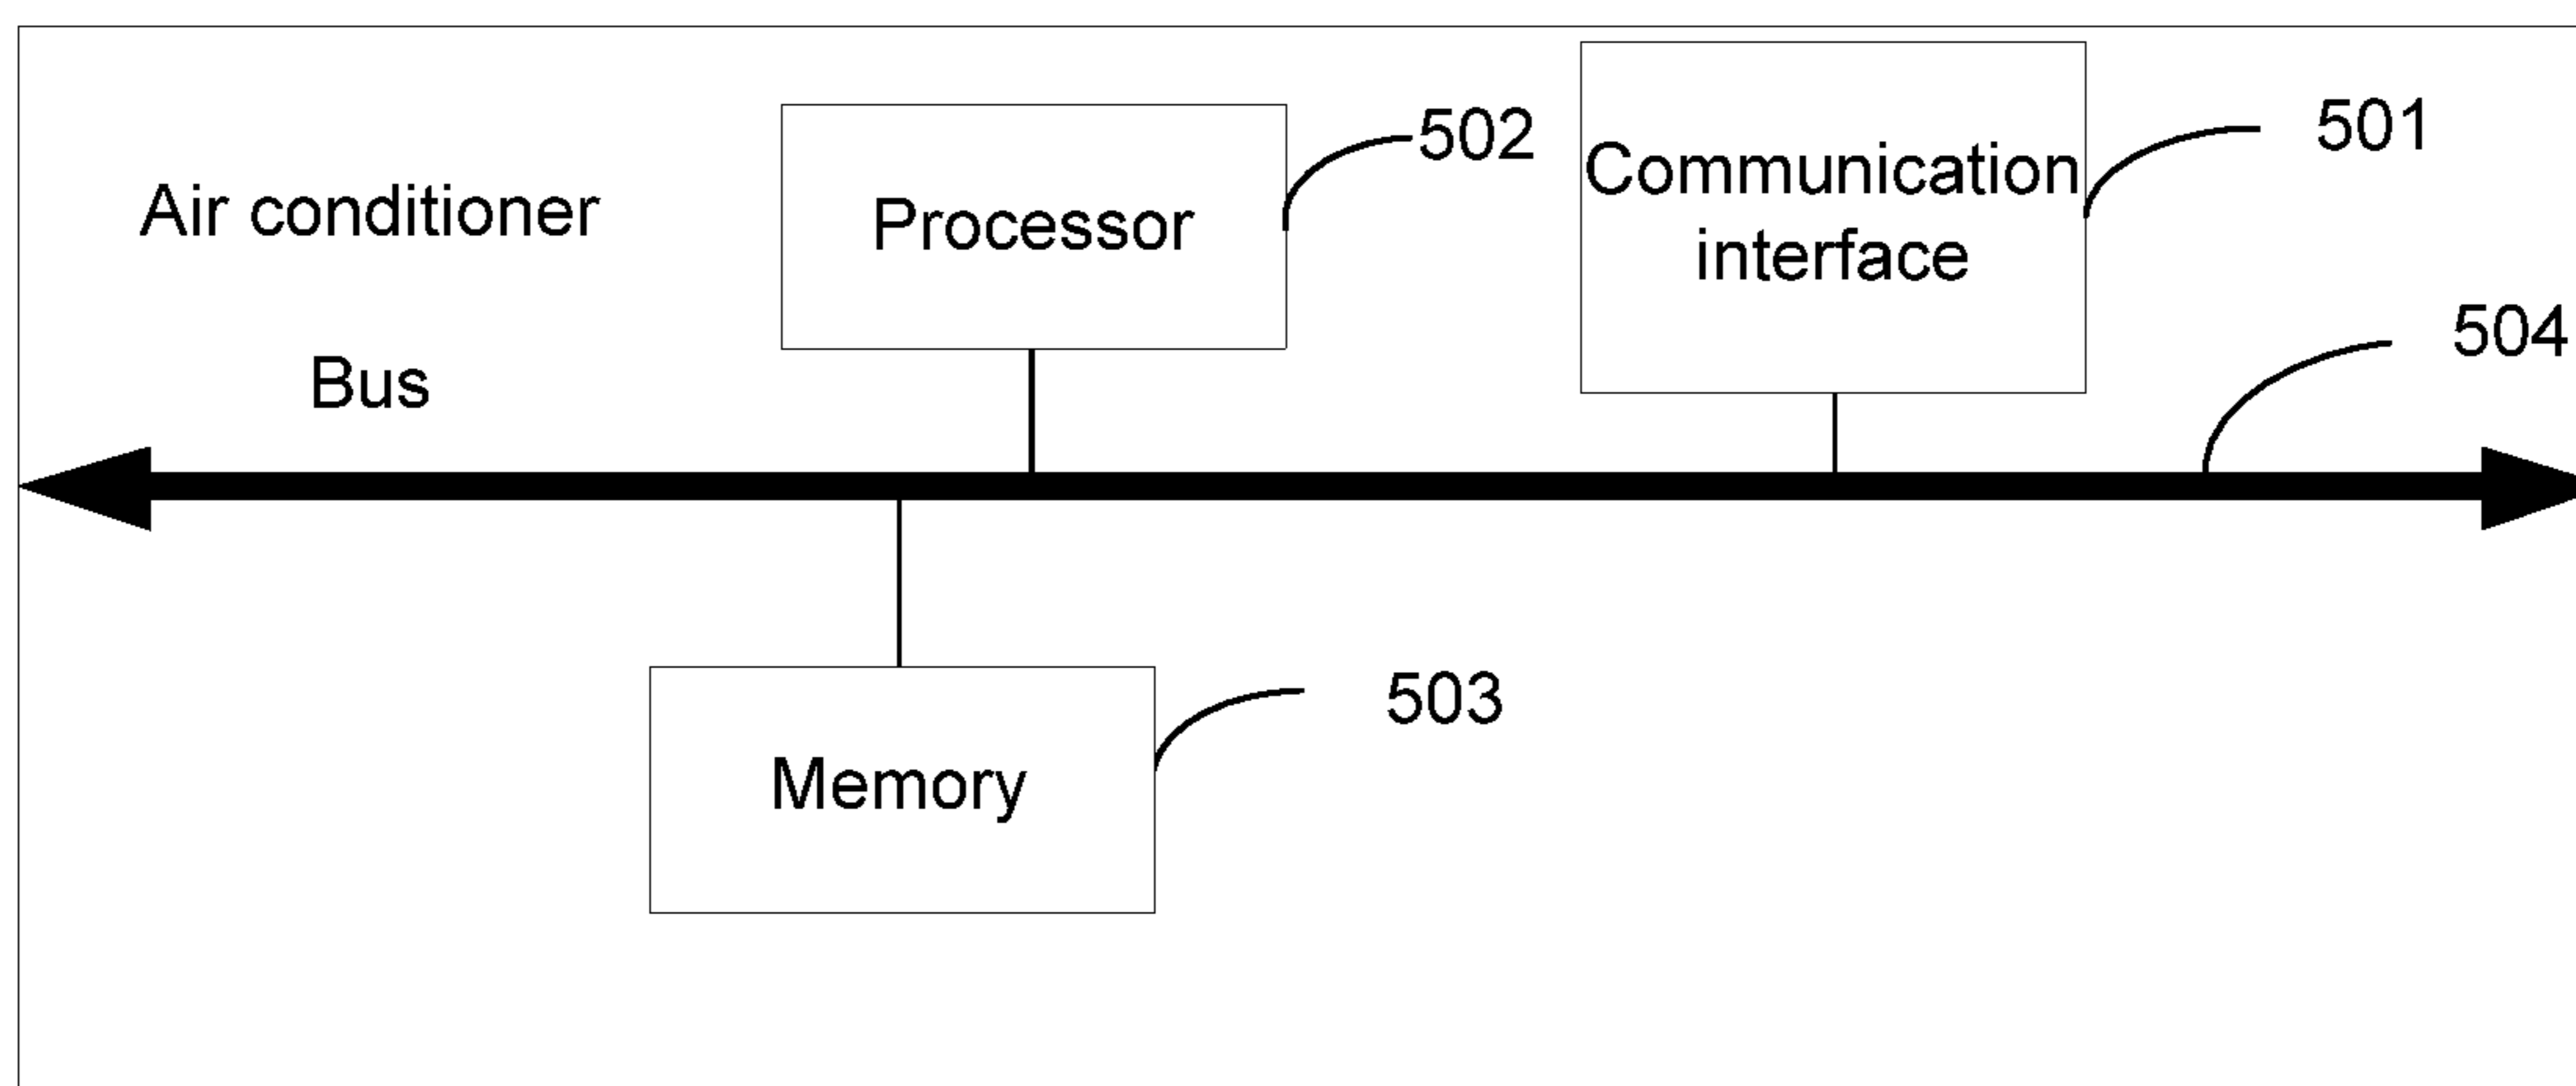 Air conditioner
Processor
502
Communication
interface
501
Bus
504
Memory
503